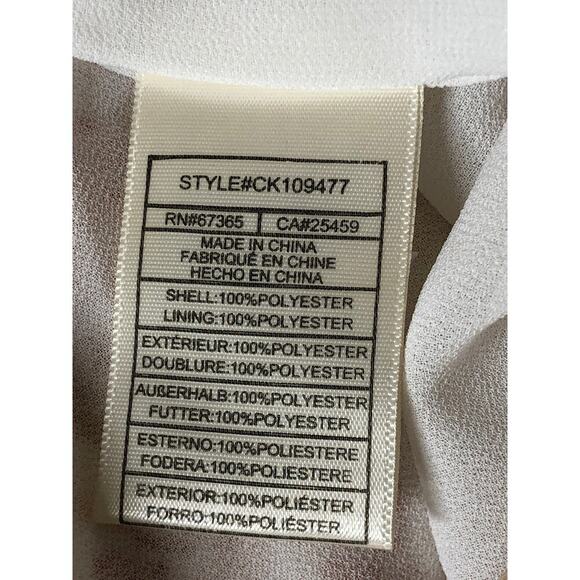 STYLE#CK109477
RN#67365 CA#25459
MADE IN CHINA
FABRIQUÉ EN CHINE
HECHO EN CHINA
SHELL:100%POLYESTER
LINING:100%POLYESTER
EXTÉRIEUR:100%POLYESTER
DOUBLURE:100%POLYESTER
AUßERHALB:100%POLYESTER
FUTTER:100%POLYESTER
ESTERNO:100%POLIESTERE
FODERA:100%POLIESTERE
EXTERIOR:100%POLIÉSTER
FORRO:100%POLIÉSTER